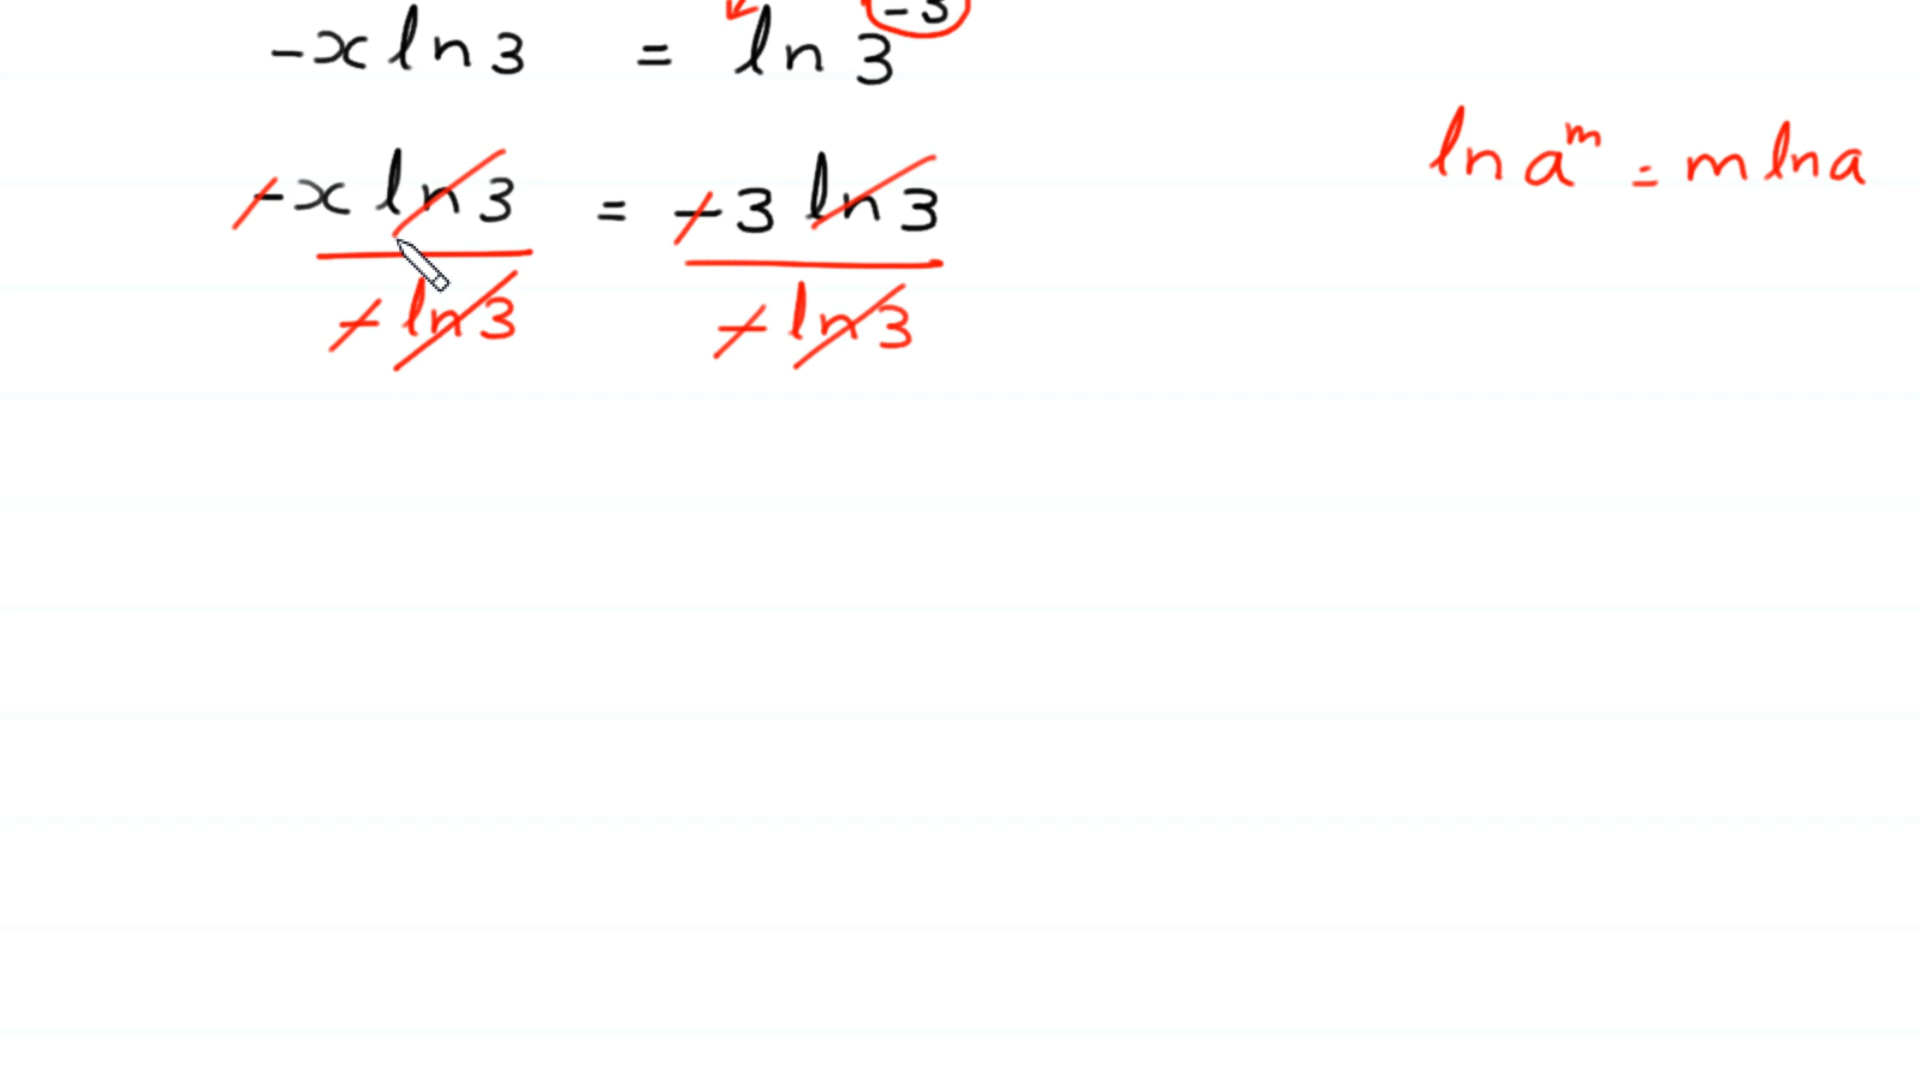 -x ln 3 = ln 3^-3
ln a^m = m ln a
-x ln 3 = -3 ln 3
-ln 3 -ln 3